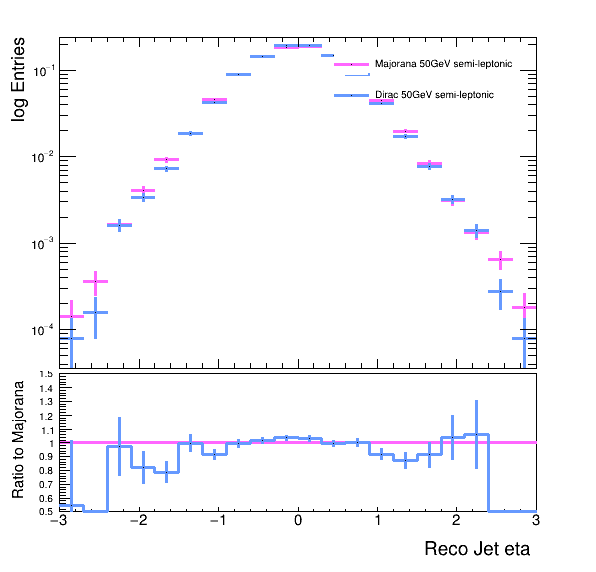 log Entries
Majorana 50GeV semi-leptonic
Dirac 50GeV semi-leptonic
10⁻¹
10⁻²
10⁻³
10⁻⁴
Ratio to Majorana
1.5
1.4
1.3
1.2
1.1
1
0.9
0.8
0.7
0.6
0.5
−3 −2 −1 0 1 2 3
Reco Jet eta